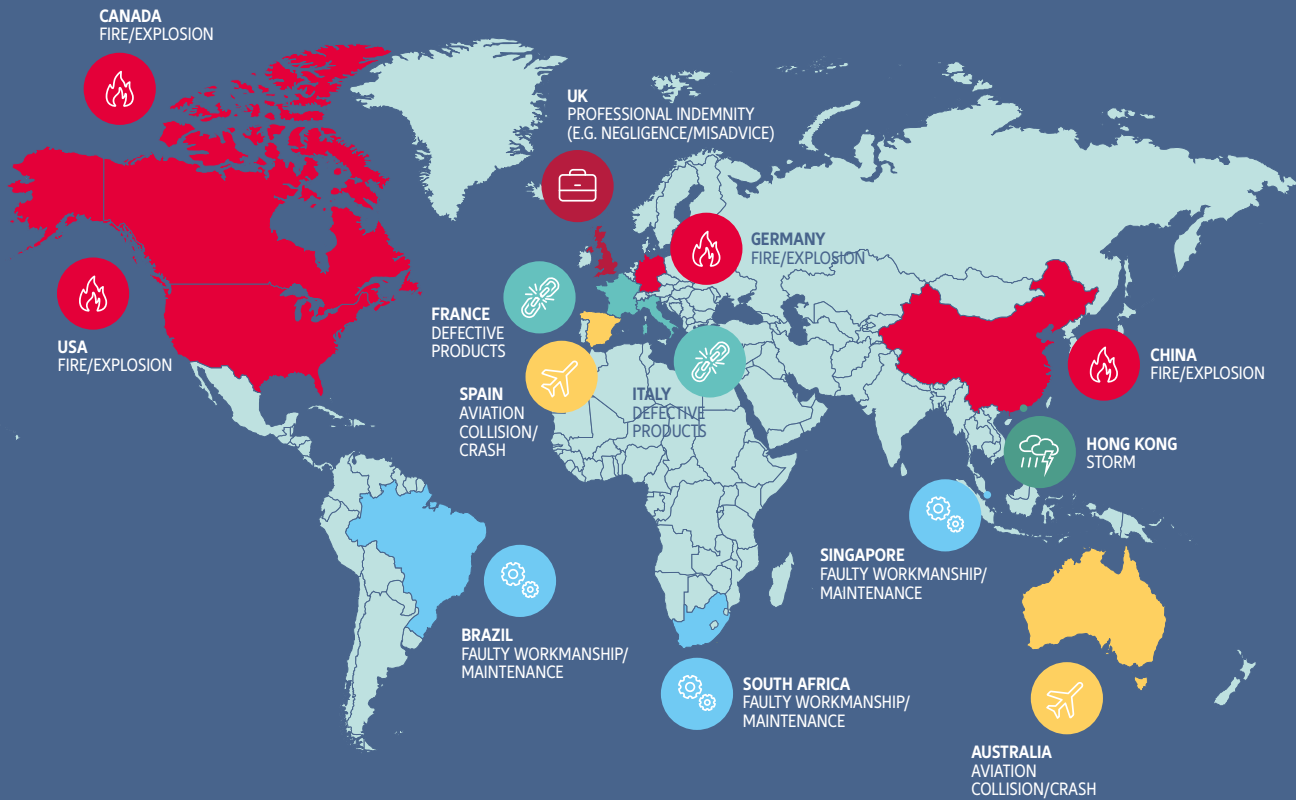 CANADA
FIRE/EXPLOSION
UK
PROFESSIONAL INDEMNITY
(E.G. NEGLIGENCE/MISADVICE)
GERMANY
FIRE/EXPLOSION
FRANCE
DEFECTIVE
PRODUCTS
USA
FIRE/EXPLOSION
CHINA
FIRE/EXPLOSION
SPAIN
AVIATION
COLLISION/
CRASH
ITALY
DEFECTIVE
PRODUCTS
HONG KONG
STORM
SINGAPORE
FAULTY WORKMANSHIP/
MAINTENANCE
BRAZIL
FAULTY WORKMANSHIP/
MAINTENANCE
SOUTH AFRICA
FAULTY WORKMANSHIP/
MAINTENANCE
AUSTRALIA
AVIATION
COLLISION/CRASH